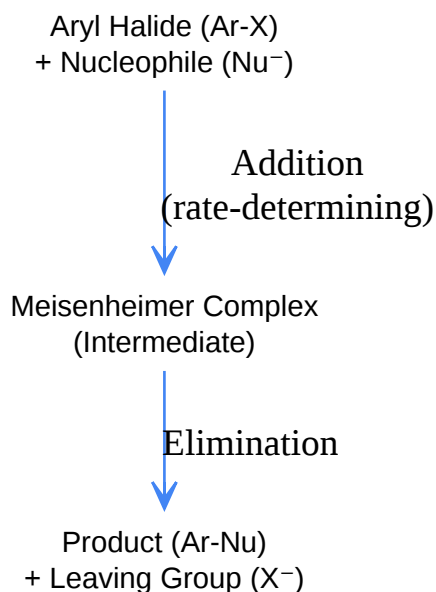 Aryl Halide (Ar-X)
+ Nucleophile (Nu⁻)
Addition
(rate-determining)
Meisenheimer Complex
(Intermediate)
Elimination
Product (Ar-Nu)
+ Leaving Group (X⁻)